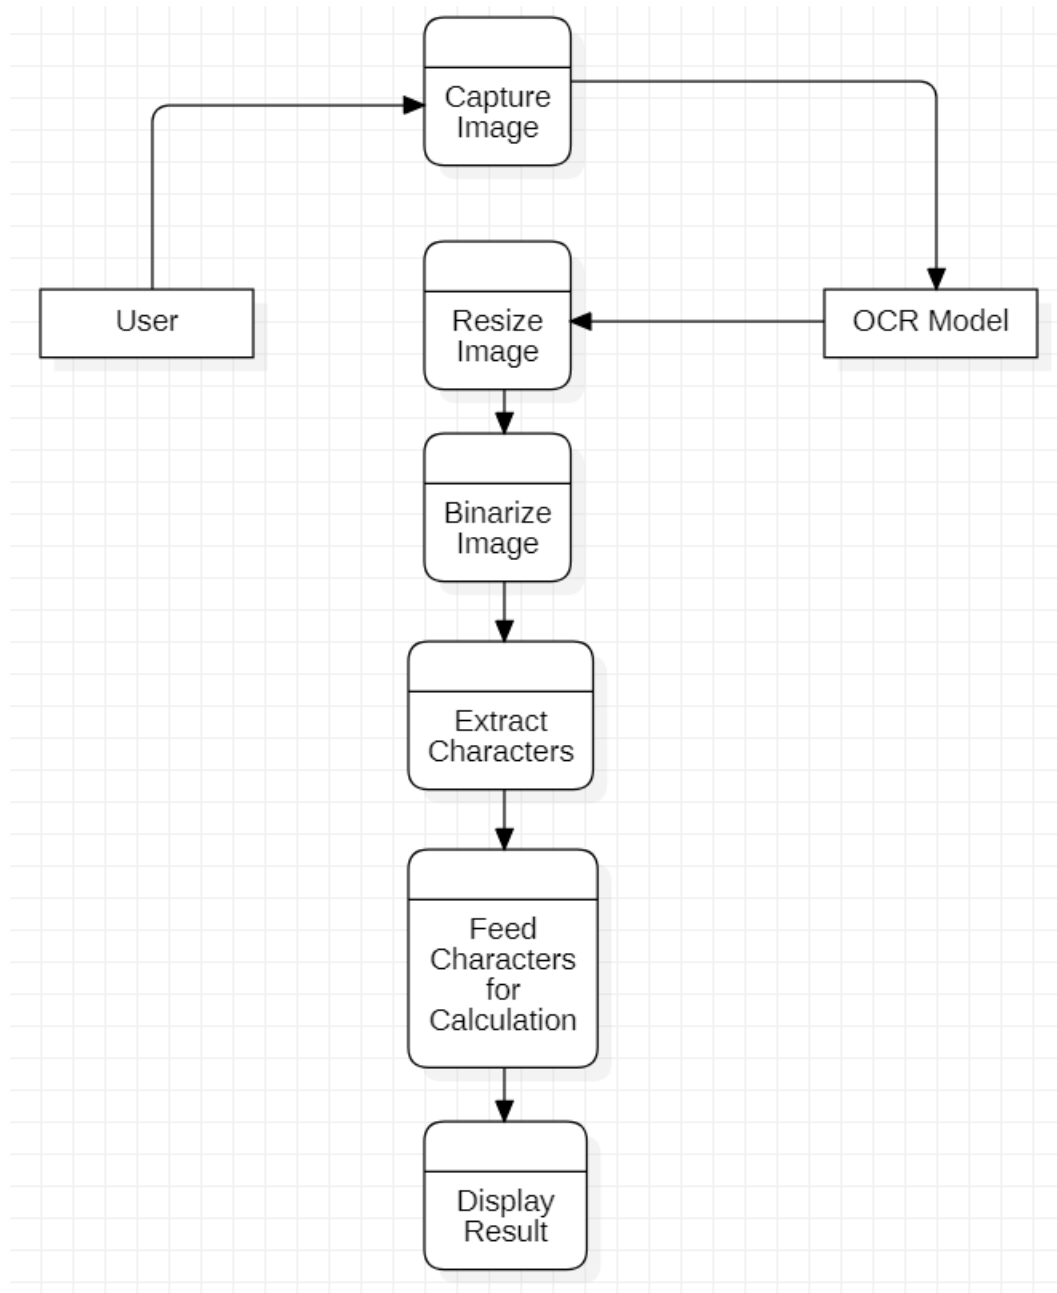 Capture
Image
User
Resize
Image
OCR Model
Binarize
Image
Extract
Characters
Feed
Characters
for
Calculation
Display
Result